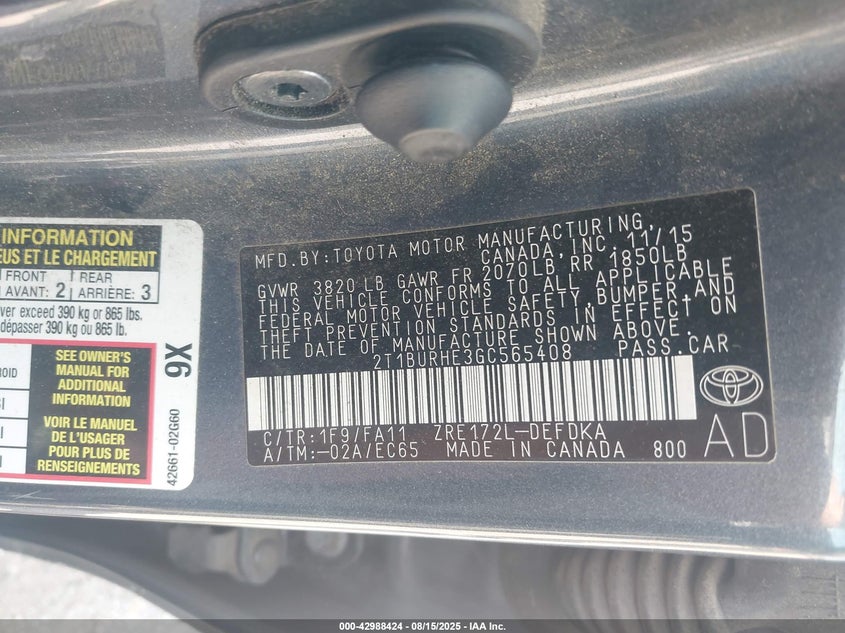 INFORMATION
EUS ET LE CHARGEMENT
FRONT
AVANT: 2
REAR
ARRIÈRE: 3
ver exceed 390 kg or 865 lbs.
dépasser 390 kg ou 865 lb.
SEE OWNER'S
MANUAL FOR
ADDITIONAL
INFORMATION
VOIR LE MANUEL
DE L'USAGER
POUR PLUS DE
RENSEIGNEMENTS
9X
42661-02G60
MFD.BY:TOYOTA MOTOR MANUFACTURING,
CANADA,INC. 11/15
GVWR 3820LB GAWR FR 2070LB RR 1850LB
THIS VEHICLE CONFORMS TO ALL APPLICABLE
FEDERAL MOTOR VEHICLE SAFETY,BUMPER,AND
THEFT PREVENTION STANDARDS IN EFFECT ON
THE DATE OF MANUFACTURE SHOWN ABOVE.
2T1BURHE3GC565408 PASS.CAR
C/TR:1F9/FA11 ZRE172L-DEFDKA
A/TM:-02A/EC65 MADE IN CANADA 800
AD
000-42988424 - 08/15/2025 - IAA Inc.